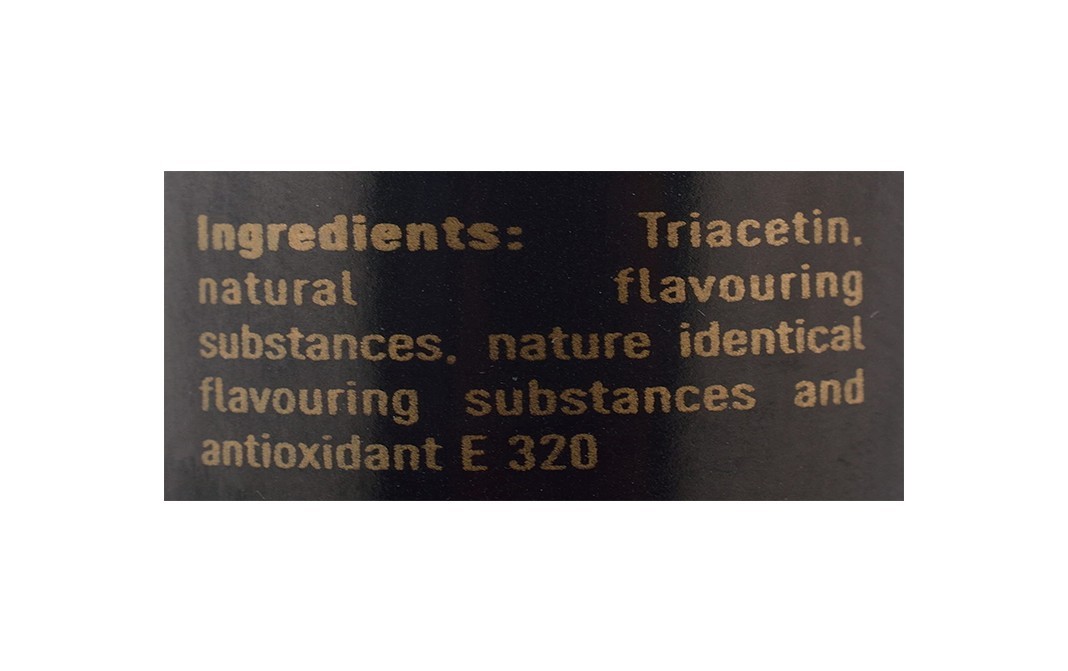 Ingredients: Triacetin,
natural flavouring
substances, nature identical
flavouring substances and
antioxidant E 320